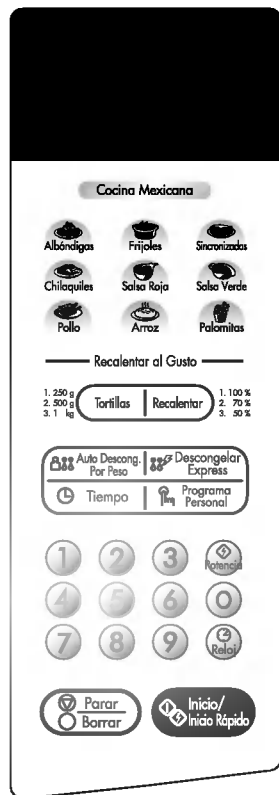 Cocina Mexicana
Albóndigas Frijoles Sincronizadas
Chilaquiles Salsa Roja Salsa Verde
Pollo Arroz Palomitas
Recalentar al Gusto
1. 250 g
2. 500 g
3. 1 kg
Tortillas Recalentar
1. 100 %
2. 70 %
3. 50 %
Auto Descong.
Por Peso
Descongelar
Express
Tiempo
Programa
Personal
1 2 3 Potencia
4 5 6 0
7 8 9 Reloj
Parar
Borrar
Inicio/
Inicio Rápido